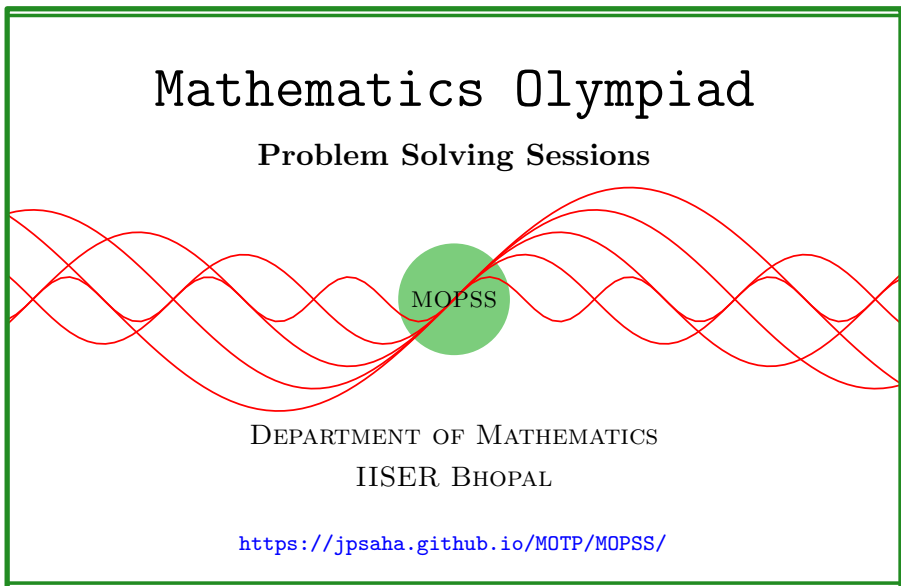 Mathematics Olympiad
Problem Solving Sessions
MOPSS
Department of Mathematics
IISER Bhopal
https://jpsaha.github.io/MOTP/MOPSS/